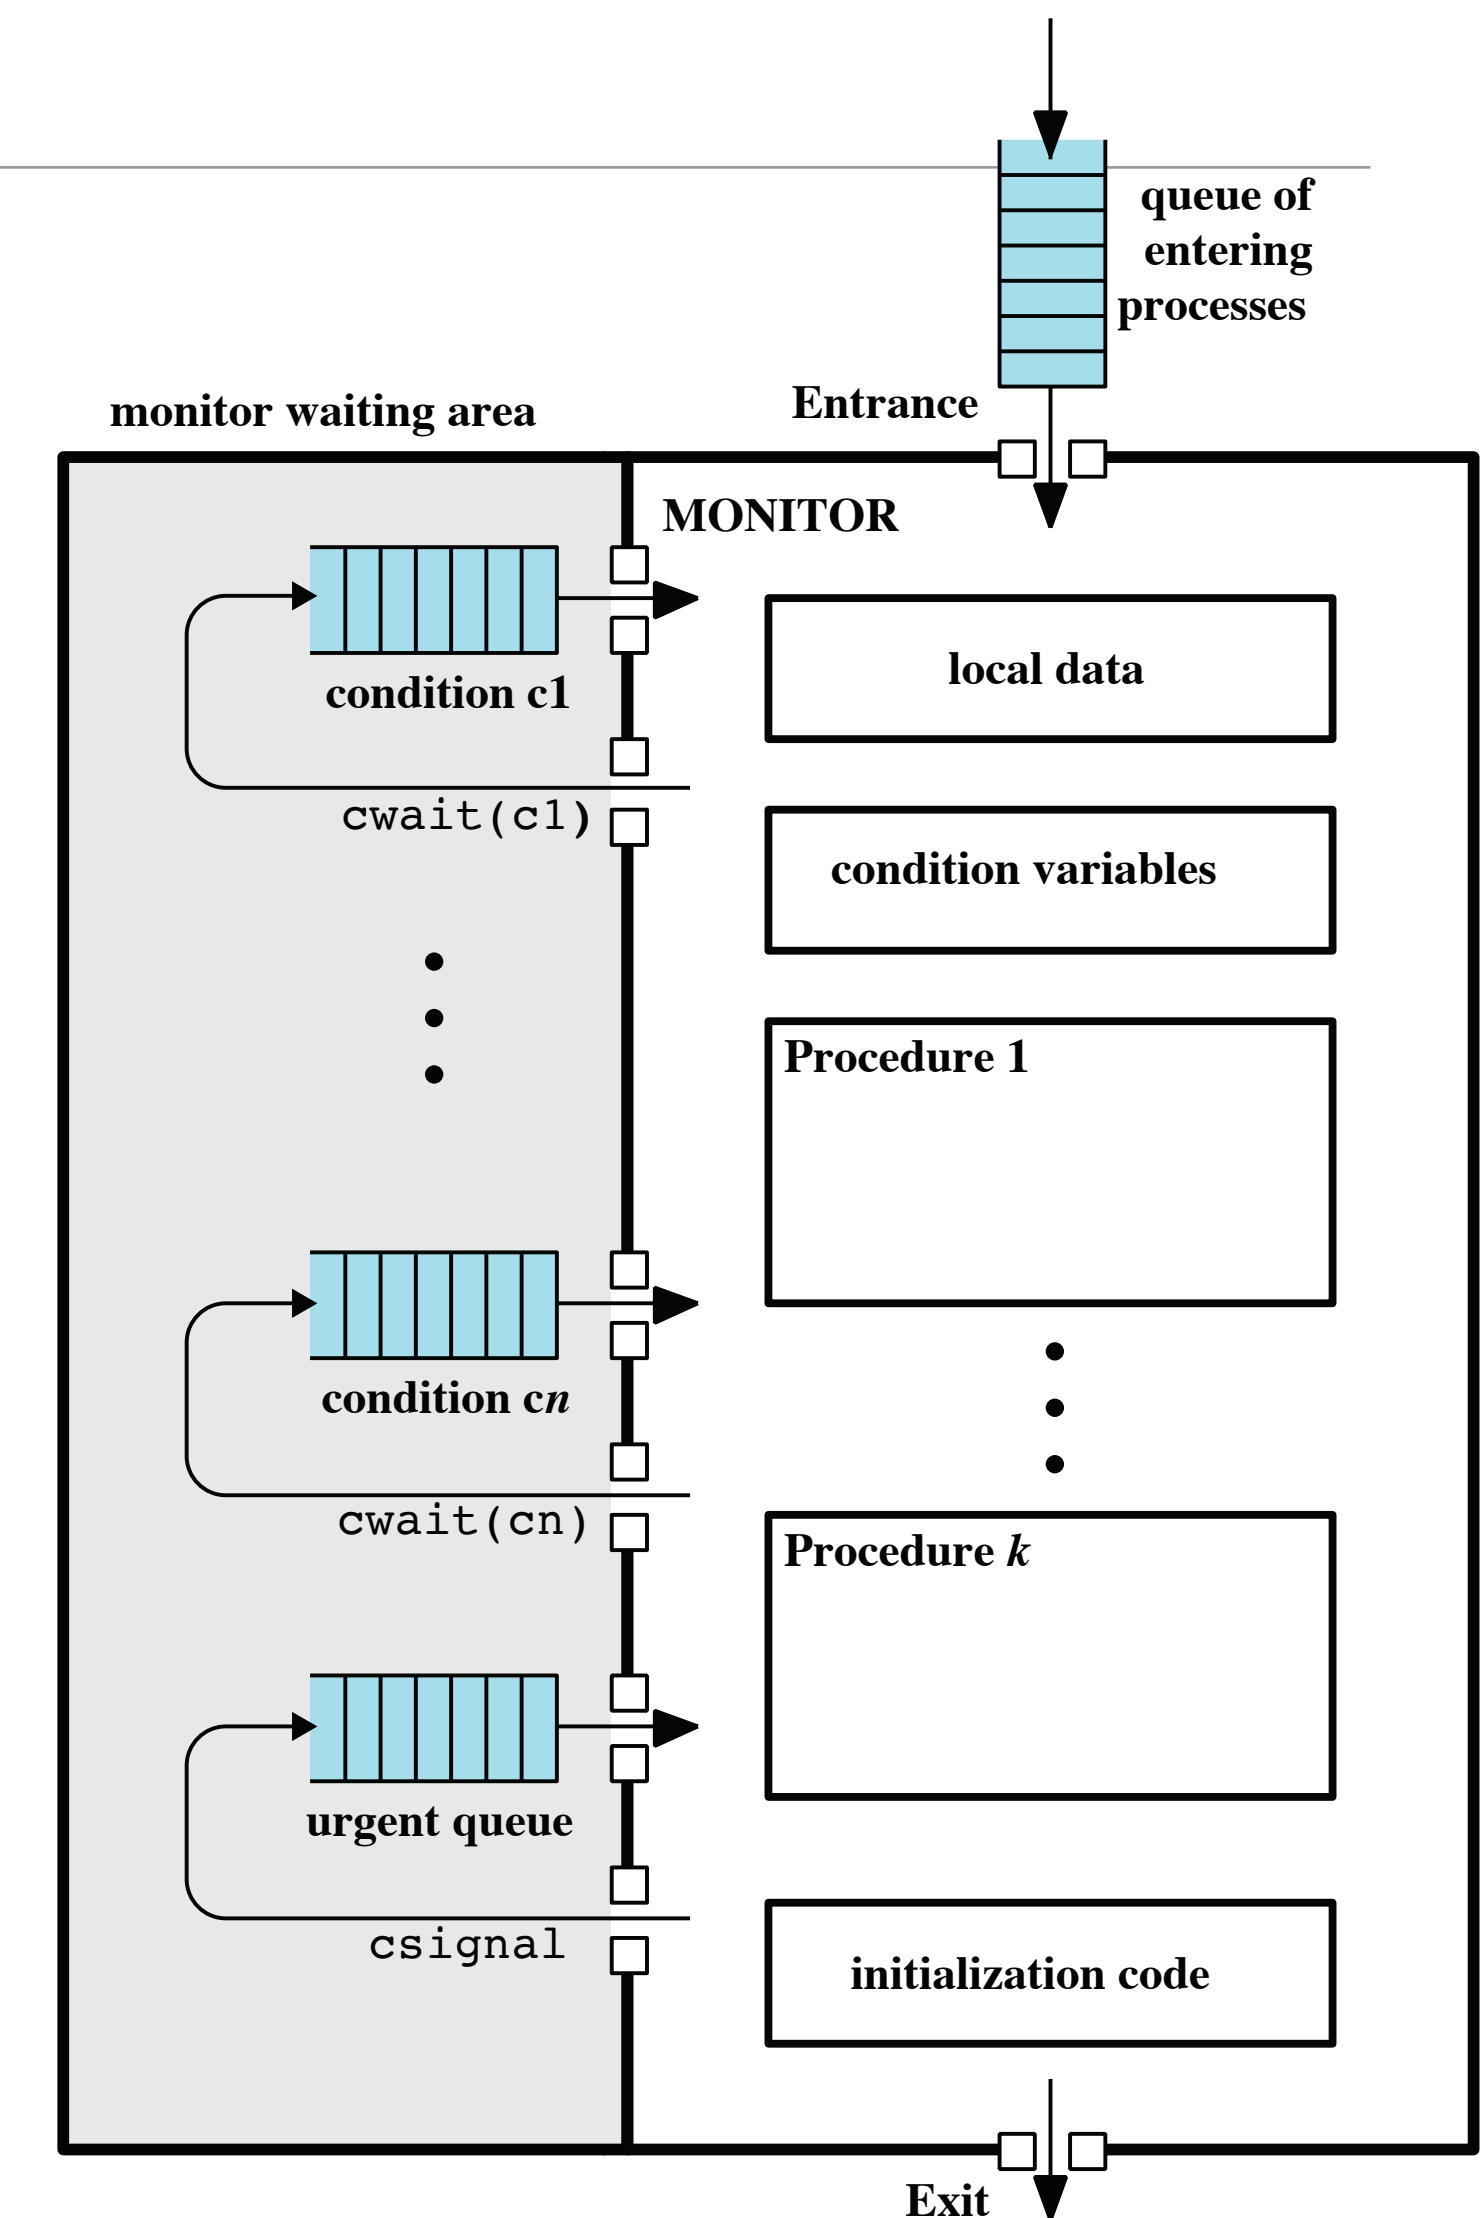 queue of
entering
processes
Entrance
monitor waiting area
MONITOR
condition c1
cwait(c1)
local data
condition variables
Procedure 1
condition cn
cwait(cn)
Procedure k
urgent queue
csignal
initialization code
Exit